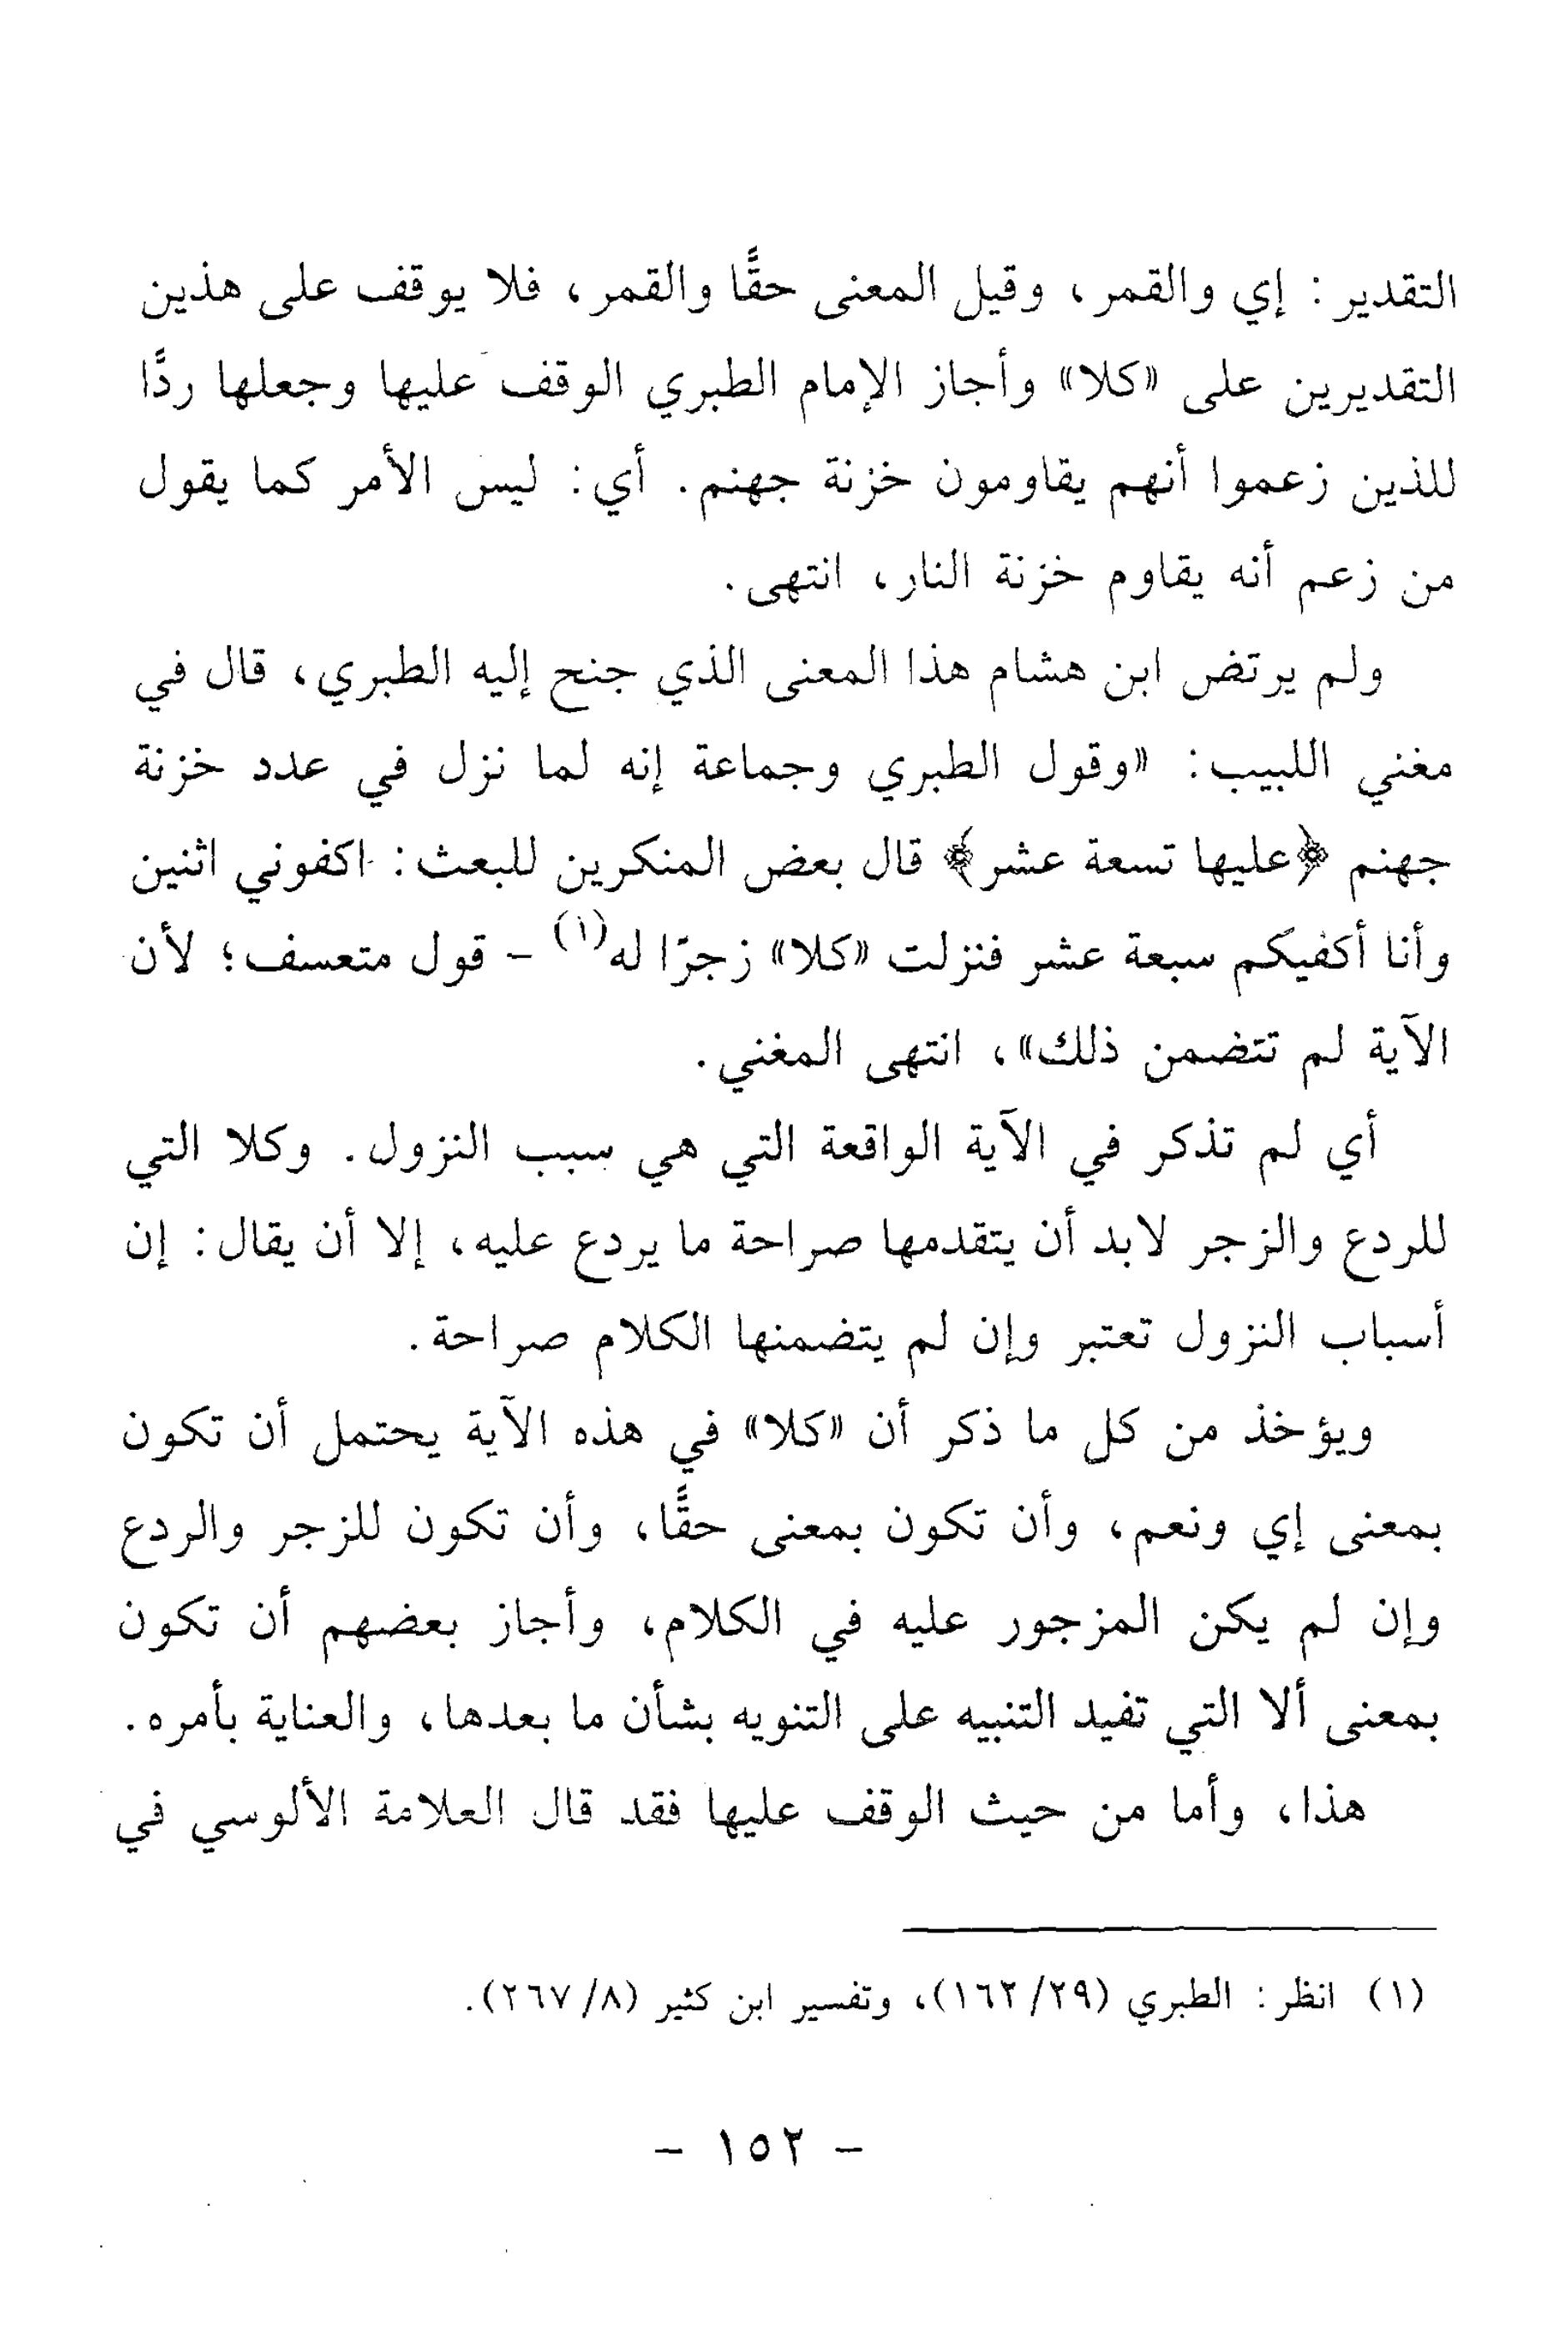 التقدير : إي والقمر، وقيل المعنى حقًّا والقمر، فلا يوقف على هذين
التقديرين على «كلا» وأجاز الإمام الطبري الوقف عليها وجعلها ردًّا
للذين زعموا أنهم يقاومون خزنة جهنم. أي: ليس الأمر كما يقول
من زعم أنه يقاوم خزنة النار، انتهى.
ولم يرتض ابن هشام هذا المعنى الذي جنح إليه الطبري، قال في
مغني اللبيب: «وقول الطبري وجماعة إنه لما نزل في عدد خزنة
جهنم ﴿عليها تسعة عشر﴾ قال بعض المنكرين للبعث: اكفوني اثنين
وأنا أكفيكم سبعة عشر فنزلت «كلا» زجرًا له(١) - قول متعسف؛ لأن
الآية لم تتضمن ذلك»، انتهى المغني.
أي لم تذكر في الآية الواقعة التي هي سبب النزول. وكلا التي
للردع والزجر لابد أن يتقدمها صراحة ما يردع عليه، إلا أن يقال: إن
أسباب النزول تعتبر وإن لم يتضمنها الكلام صراحة.
ويؤخذ من كل ما ذكر أن «كلا» في هذه الآية يحتمل أن تكون
بمعنى إي ونعم، وأن تكون بمعنى حقًّا، وأن تكون للزجر والردع
وإن لم يكن المزجور عليه في الكلام، وأجاز بعضهم أن تكون
بمعنى ألا التي تفيد التنبيه على التنويه بشأن ما بعدها، والعناية بأمره.
هذا، وأما من حيث الوقف عليها فقد قال العلامة الألوسي في
(١) انظر: الطبري (٢٩/ ١٦٢)، وتفسير ابن كثير (٨/ ٢٦٧).
- ١٥٢ -